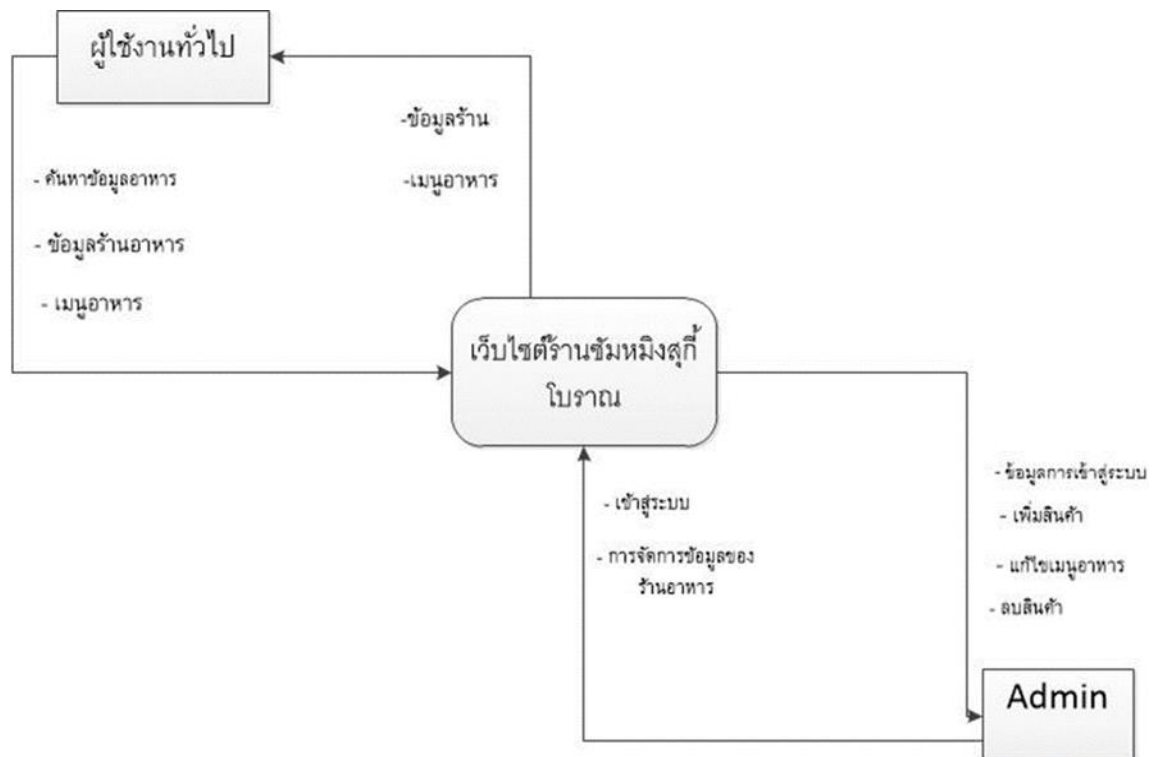 ผู้ใช้งานทั่วไป
-ข้อมูลร้าน
-เมนูอาหาร
- ค้นหาข้อมูลอาหาร
- ข้อมูลร้านอาหาร
- เมนูอาหาร
เว็บไซต์ร้านซัมหมิงสุกี้
โบราณ
- เข้าสู่ระบบ
- การจัดการข้อมูลของ
ร้านอาหาร
- ข้อมูลการเข้าสู่ระบบ
- เพิ่มสินค้า
- แก้ไขเมนูอาหาร
- ลบสินค้า
Admin